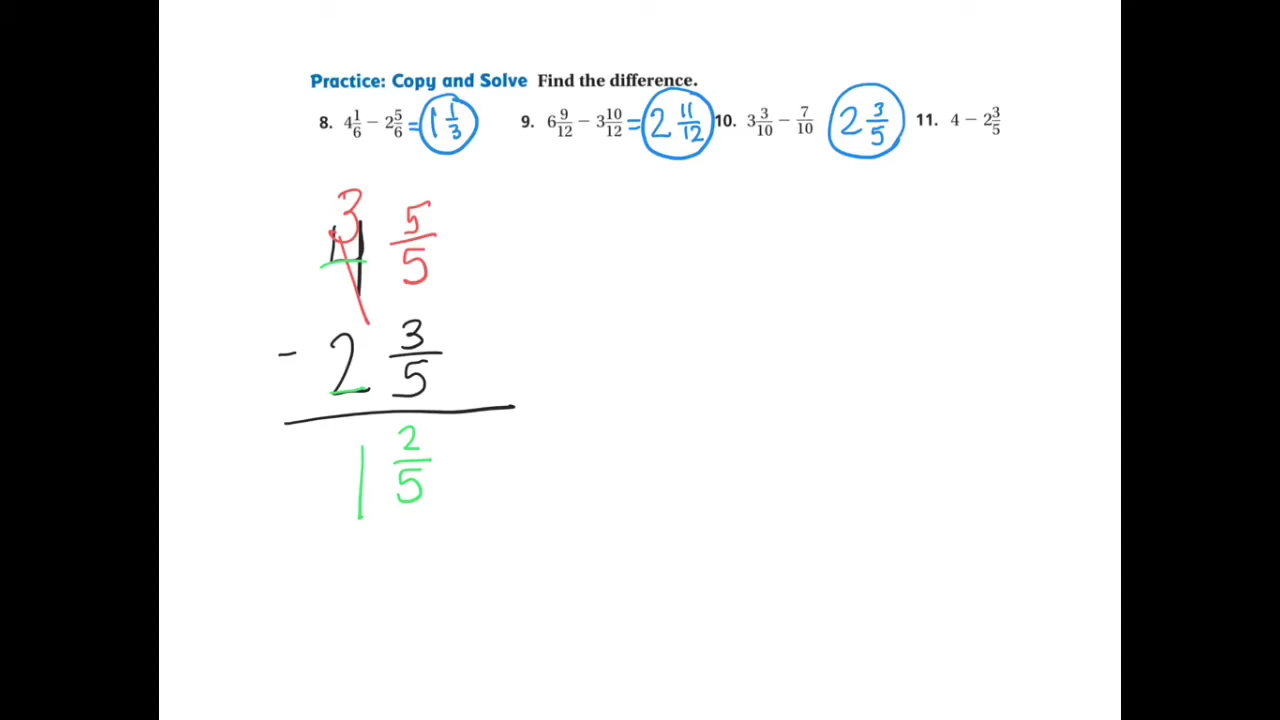 Practice: Copy and Solve Find the difference.
8. 4 1/6 − 2 5/6 = 1 1/3 9. 6 9/12 − 3 10/12 = 2 11/12 10. 3 3/10 − 7/10 2 3/5 11. 4 − 2 3/5
3
4 5/5
- 2 3/5
1 2/5